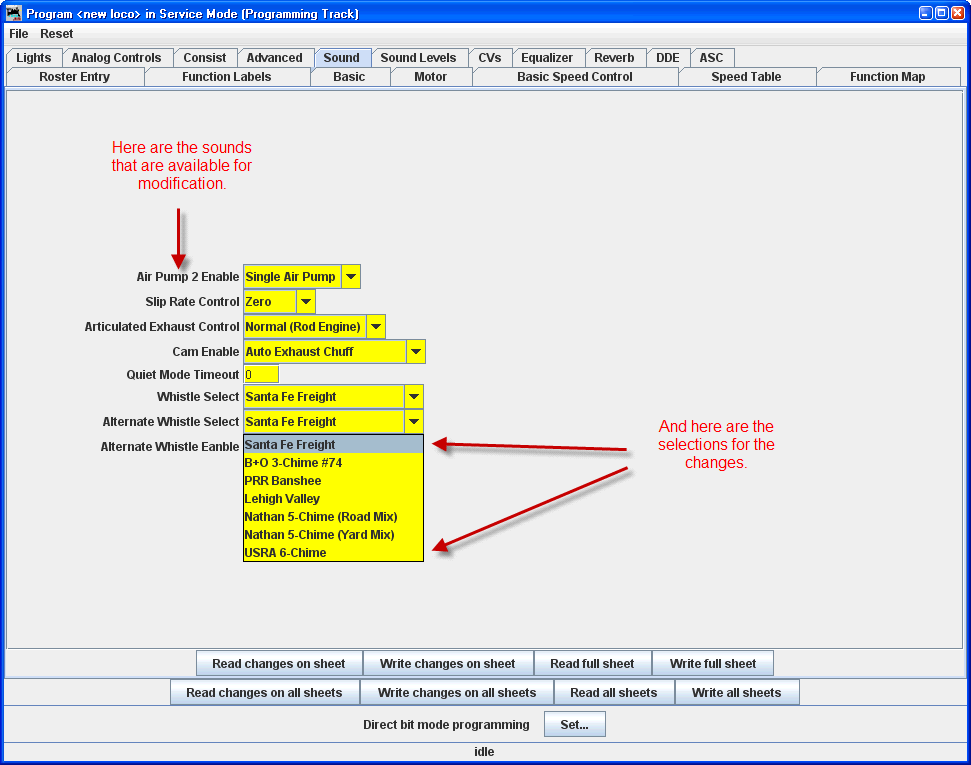 Program <new loco> in Service Mode (Programming Track)
File Reset
Lights Analog Controls Consist Advanced Sound Sound Levels CVs Equalizer Reverb DDE ASC
Roster Entry Function Labels Basic Motor Basic Speed Control Speed Table Function Map
Here are the sounds
that are available for
modification.
Air Pump 2 Enable Single Air Pump
Slip Rate Control Zero
Articulated Exhaust Control Normal (Rod Engine)
Cam Enable Auto Exhaust Chuff
Quiet Mode Timeout 0
Whistle Select Santa Fe Freight
Alternate Whistle Select Santa Fe Freight
Alternate Whistle Eanble
Santa Fe Freight
B+O 3-Chime #74
PRR Banshee
Lehigh Valley
Nathan 5-Chime (Road Mix)
Nathan 5-Chime (Yard Mix)
USRA 6-Chime
And here are the
selections for the
changes.
Read changes on sheet Write changes on sheet Read full sheet Write full sheet
Read changes on all sheets Write changes on all sheets Read all sheets Write all sheets
Direct bit mode programming Set...
idle